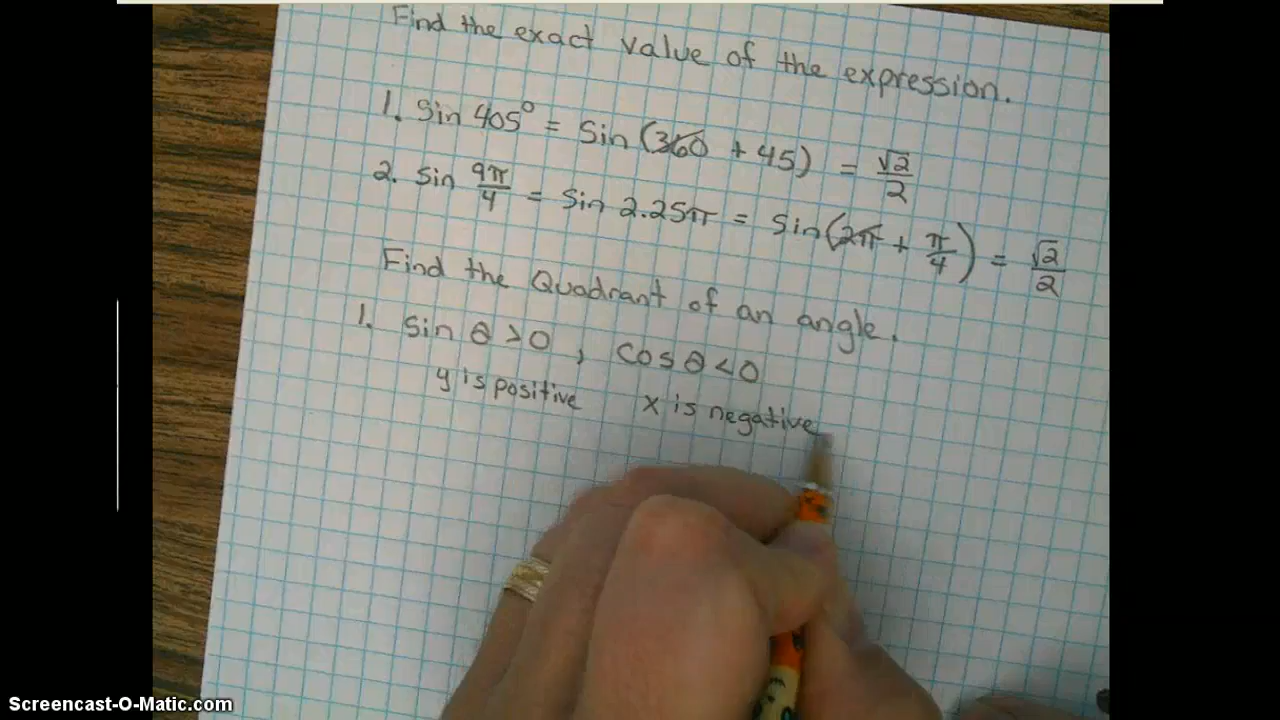 Find the exact value of the expression.
1. Sin 405° = Sin (360 + 45) = √2/2
2. Sin 9π/4 = Sin 2.25π = Sin (2π + π/4) = √2/2
Find the Quadrant of an angle.
1. Sin θ > 0 , Cos θ < 0
y is positive x is negative
Screencast-O-Matic.com